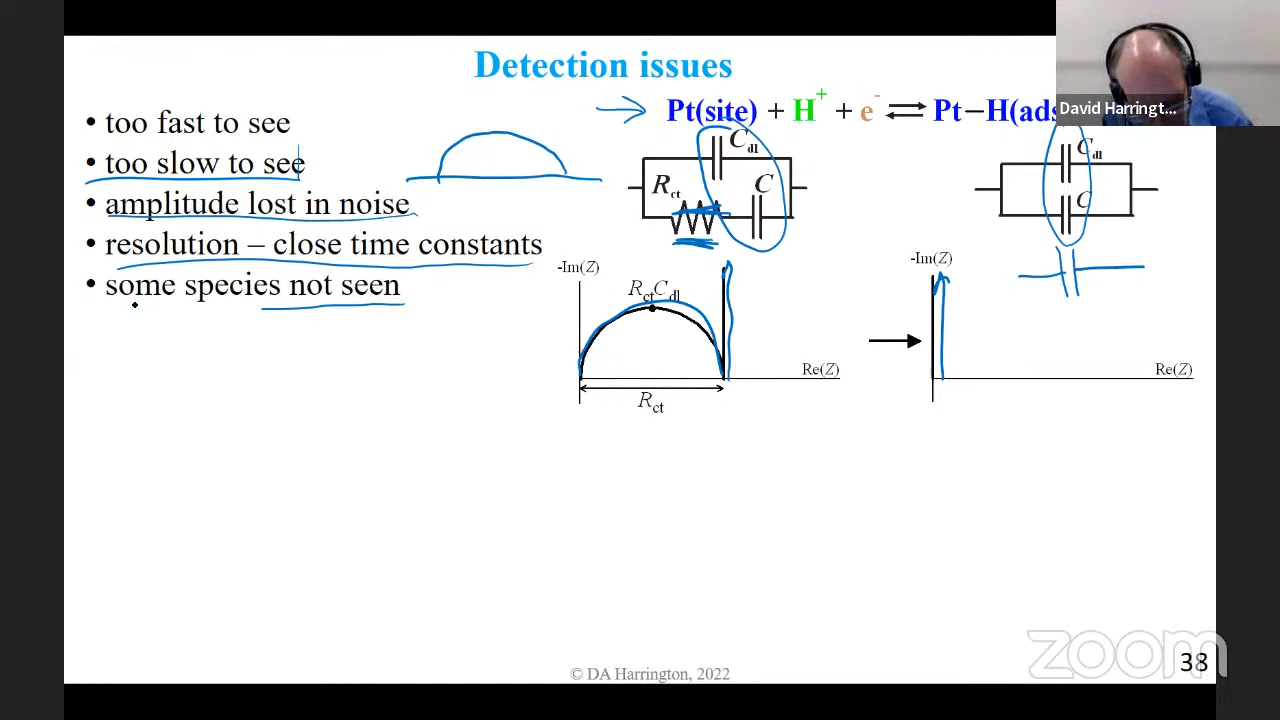 Detection issues
• too fast to see
• too slow to see
• amplitude lost in noise
• resolution – close time constants
• some species not seen
Pt(site) + H+ + e- ⇌ Pt−H(ads
David Harringt...
Cdl
Rct
C
Cdl
C
-Im(Z)
RctCdl
Re(Z)
Rct
-Im(Z)
Re(Z)
© DA Harrington, 2022
zoom
38